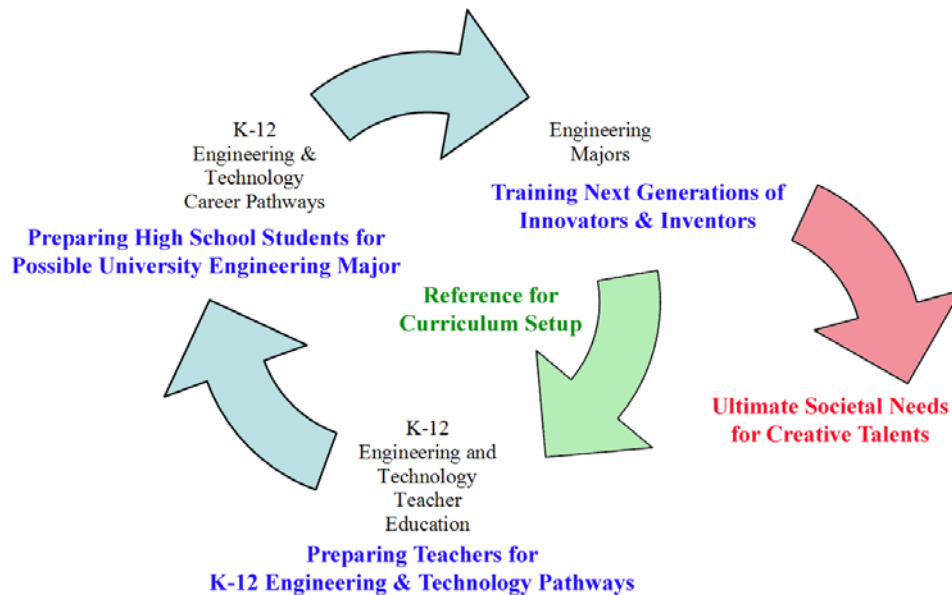 K-12
Engineering &
Technology
Career Pathways
Preparing High School Students for
Possible University Engineering Major
Engineering
Majors
Training Next Generations of
Innovators & Inventors
Reference for
Curriculum Setup
Ultimate Societal Needs
for Creative Talents
K-12
Engineering and
Technology
Teacher
Education
Preparing Teachers for
K-12 Engineering & Technology Pathways